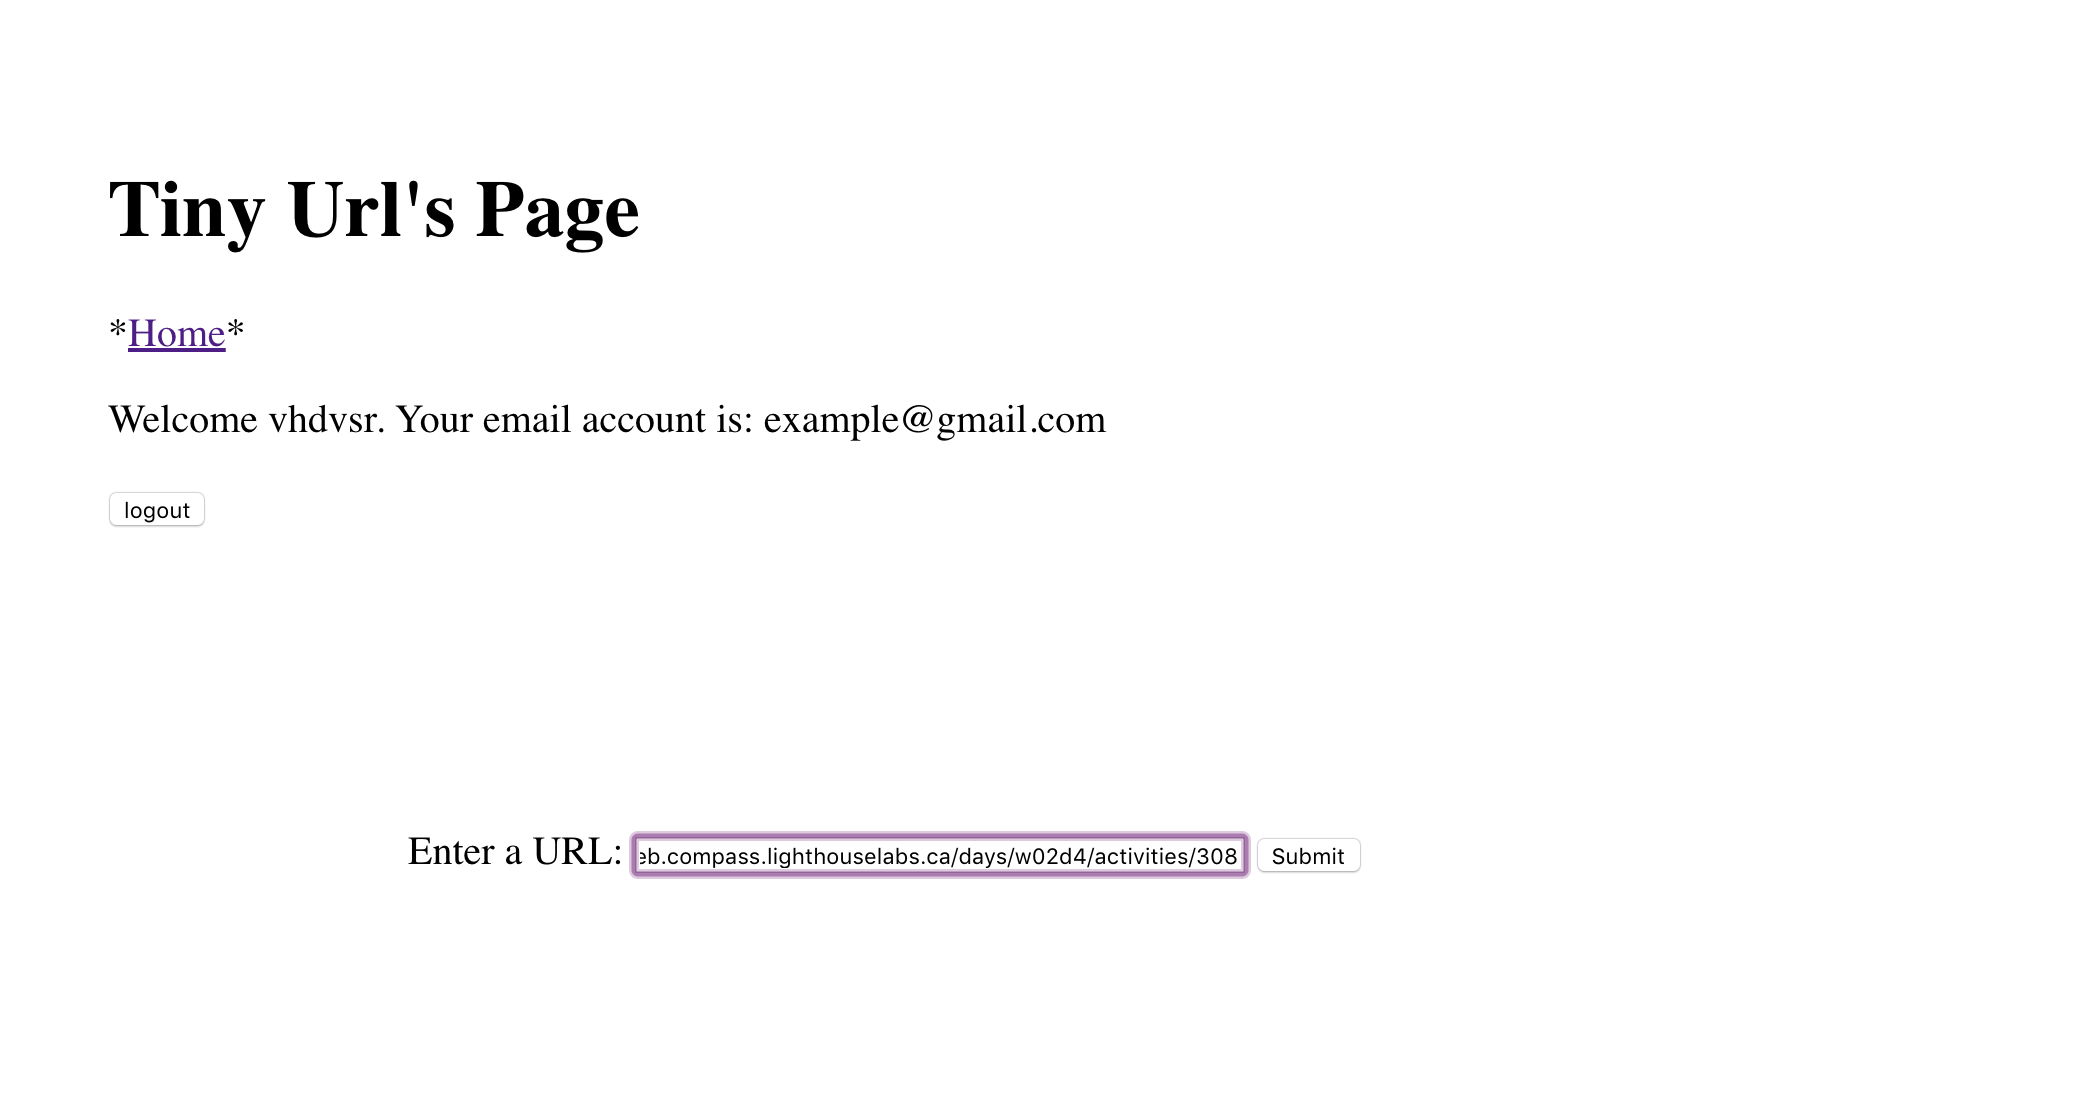 Tiny Url's Page
*Home*
Welcome vhdvsr. Your email account is: example@gmail.com
logout
Enter a URL: eb.compass.lighthouselabs.ca/days/w02d4/activities/308 Submit